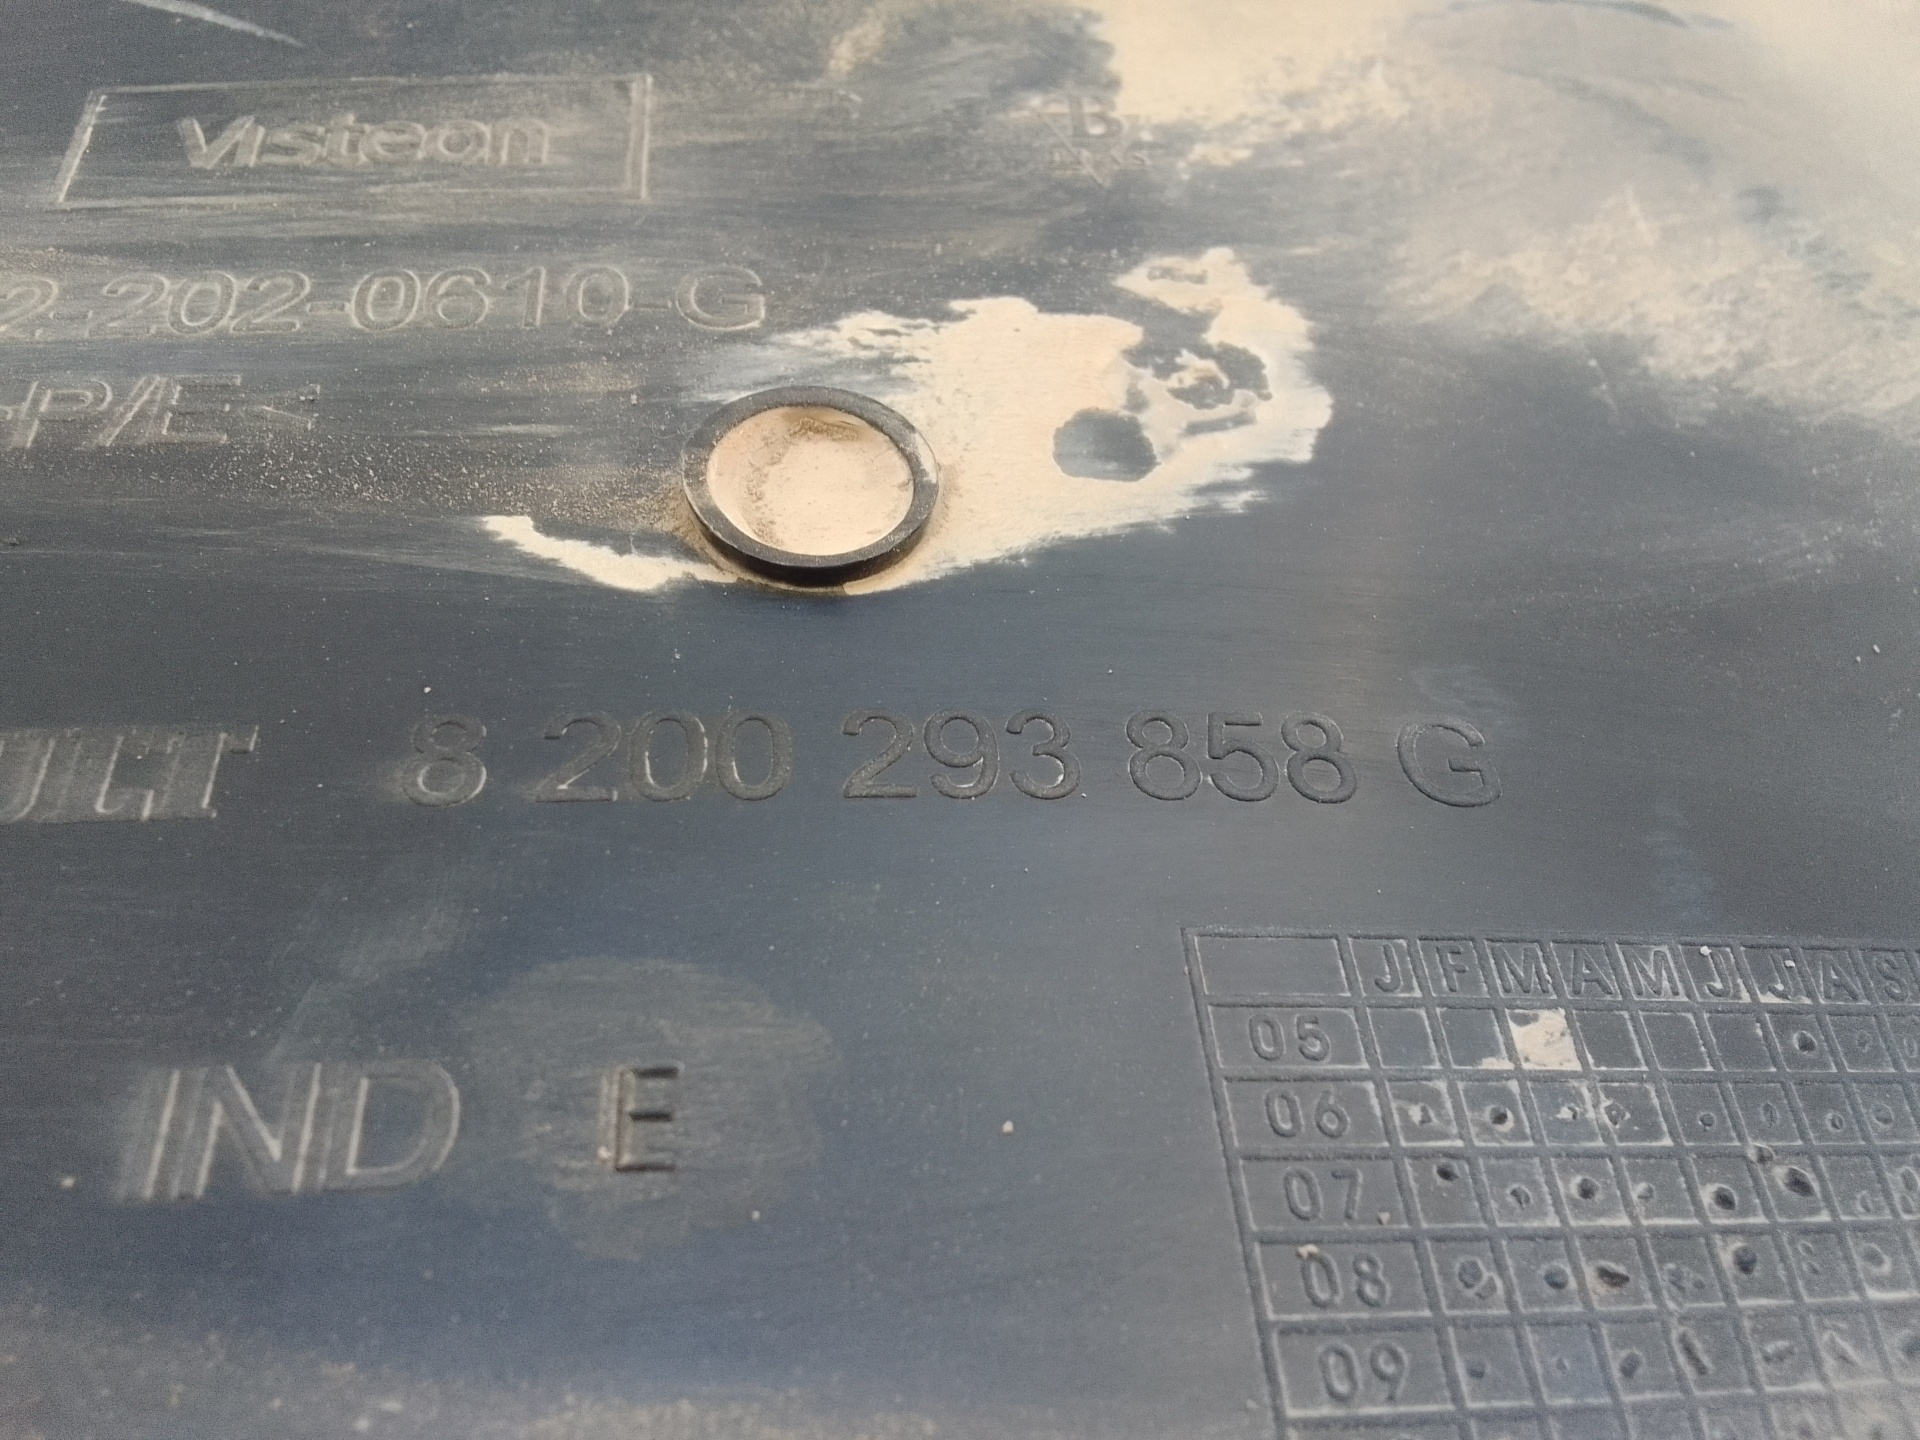 Visteon
2 202-0610-G
P/E<
ULT 8 200 293 858 G
IND E
J F M A M J J A S
05
06
07
08
09